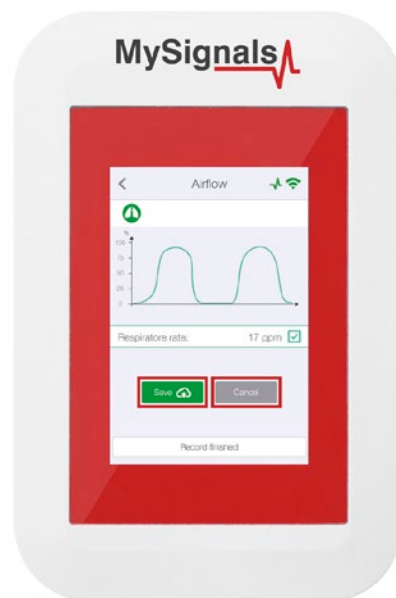 MySignals
Airflow
%
100
75
50
25
0
Respiratore rate: 17 ppm
Save Cancel
Record finished